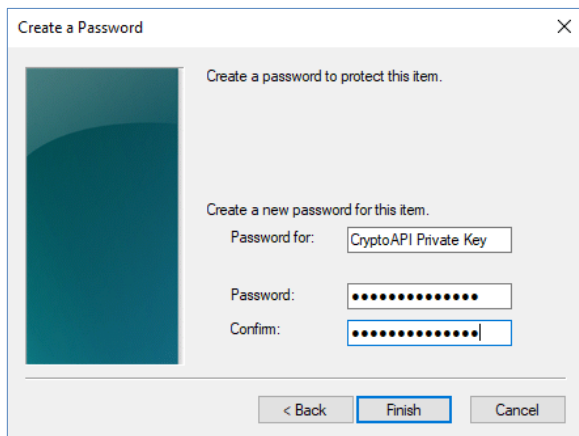 Create a Password
Create a password to protect this item.
Create a new password for this item.
Password for: CryptoAPI Private Key
Password: ●●●●●●●●●●●●●●
Confirm: ●●●●●●●●●●●●●●
< Back Finish Cancel